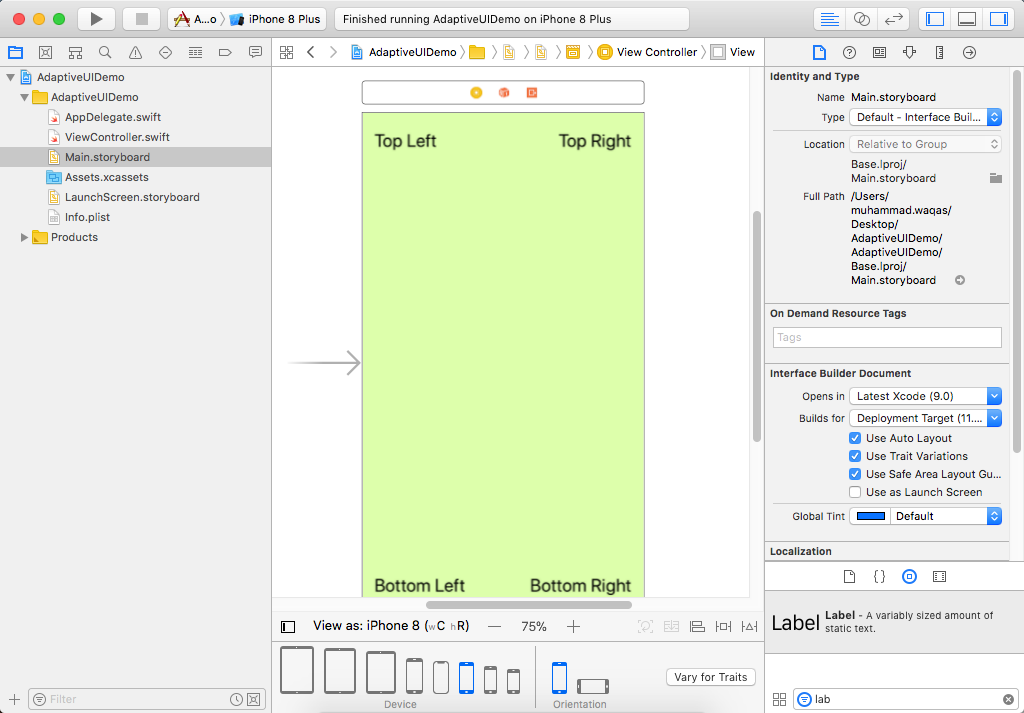 A...o
iPhone 8 Plus
Finished running AdaptiveUIDemo on iPhone 8 Plus
AdaptiveUIDemo
View Controller
View
AdaptiveUIDemo
AdaptiveUIDemo
AppDelegate.swift
ViewController.swift
Main.storyboard
Assets.xcassets
LaunchScreen.storyboard
Info.plist
Products
Filter
Top Left
Top Right
Bottom Left
Bottom Right
View as: iPhone 8 (wC hR)
75%
Device
Orientation
Vary for Traits
Identity and Type
Name Main.storyboard
Type Default - Interface Buil...
Location Relative to Group
Base.lproj/
Main.storyboard
Full Path /Users/
muhammad.waqas/
Desktop/
AdaptiveUIDemo/
AdaptiveUIDemo/
Base.lproj/
Main.storyboard
On Demand Resource Tags
Tags
Interface Builder Document
Opens in Latest Xcode (9.0)
Builds for Deployment Target (11....
Use Auto Layout
Use Trait Variations
Use Safe Area Layout Gu...
Use as Launch Screen
Global Tint Default
Localization
{}
Label
Label - A variably sized amount of
static text.
lab